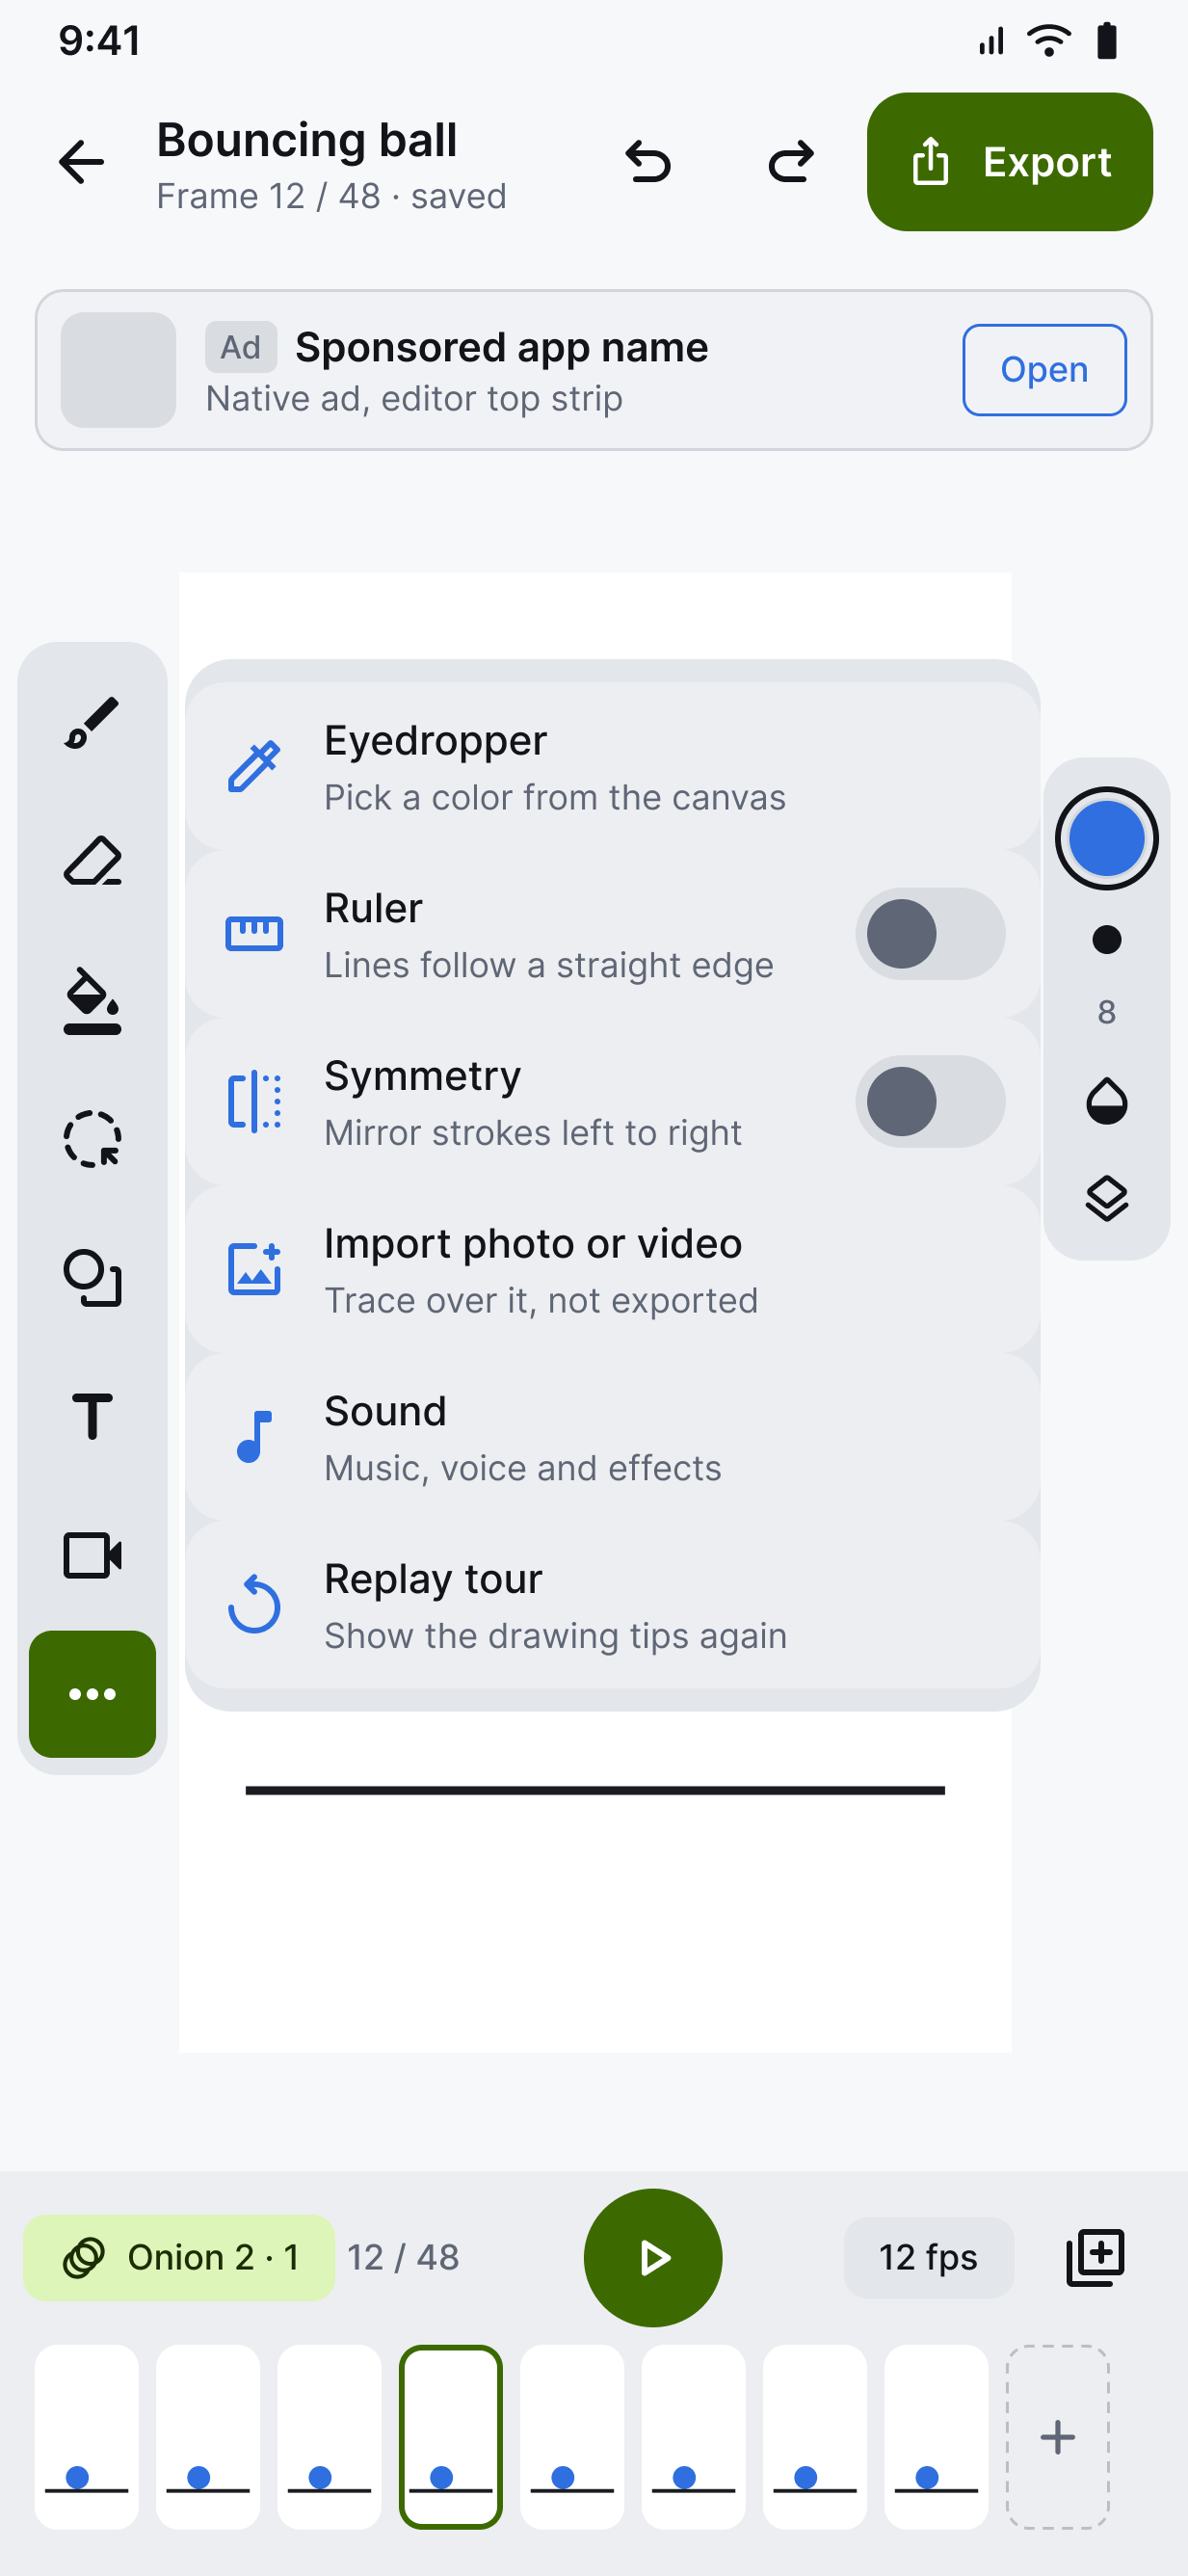 9:41
Bouncing ball
Frame 12 / 48 · saved
Export
Ad Sponsored app name
Native ad, editor top strip
Open
Eyedropper
Pick a color from the canvas
Ruler
Lines follow a straight edge
8
Symmetry
Mirror strokes left to right
Import photo or video
Trace over it, not exported
Sound
Music, voice and effects
Replay tour
Show the drawing tips again
Onion 2 · 1
12 / 48
12 fps